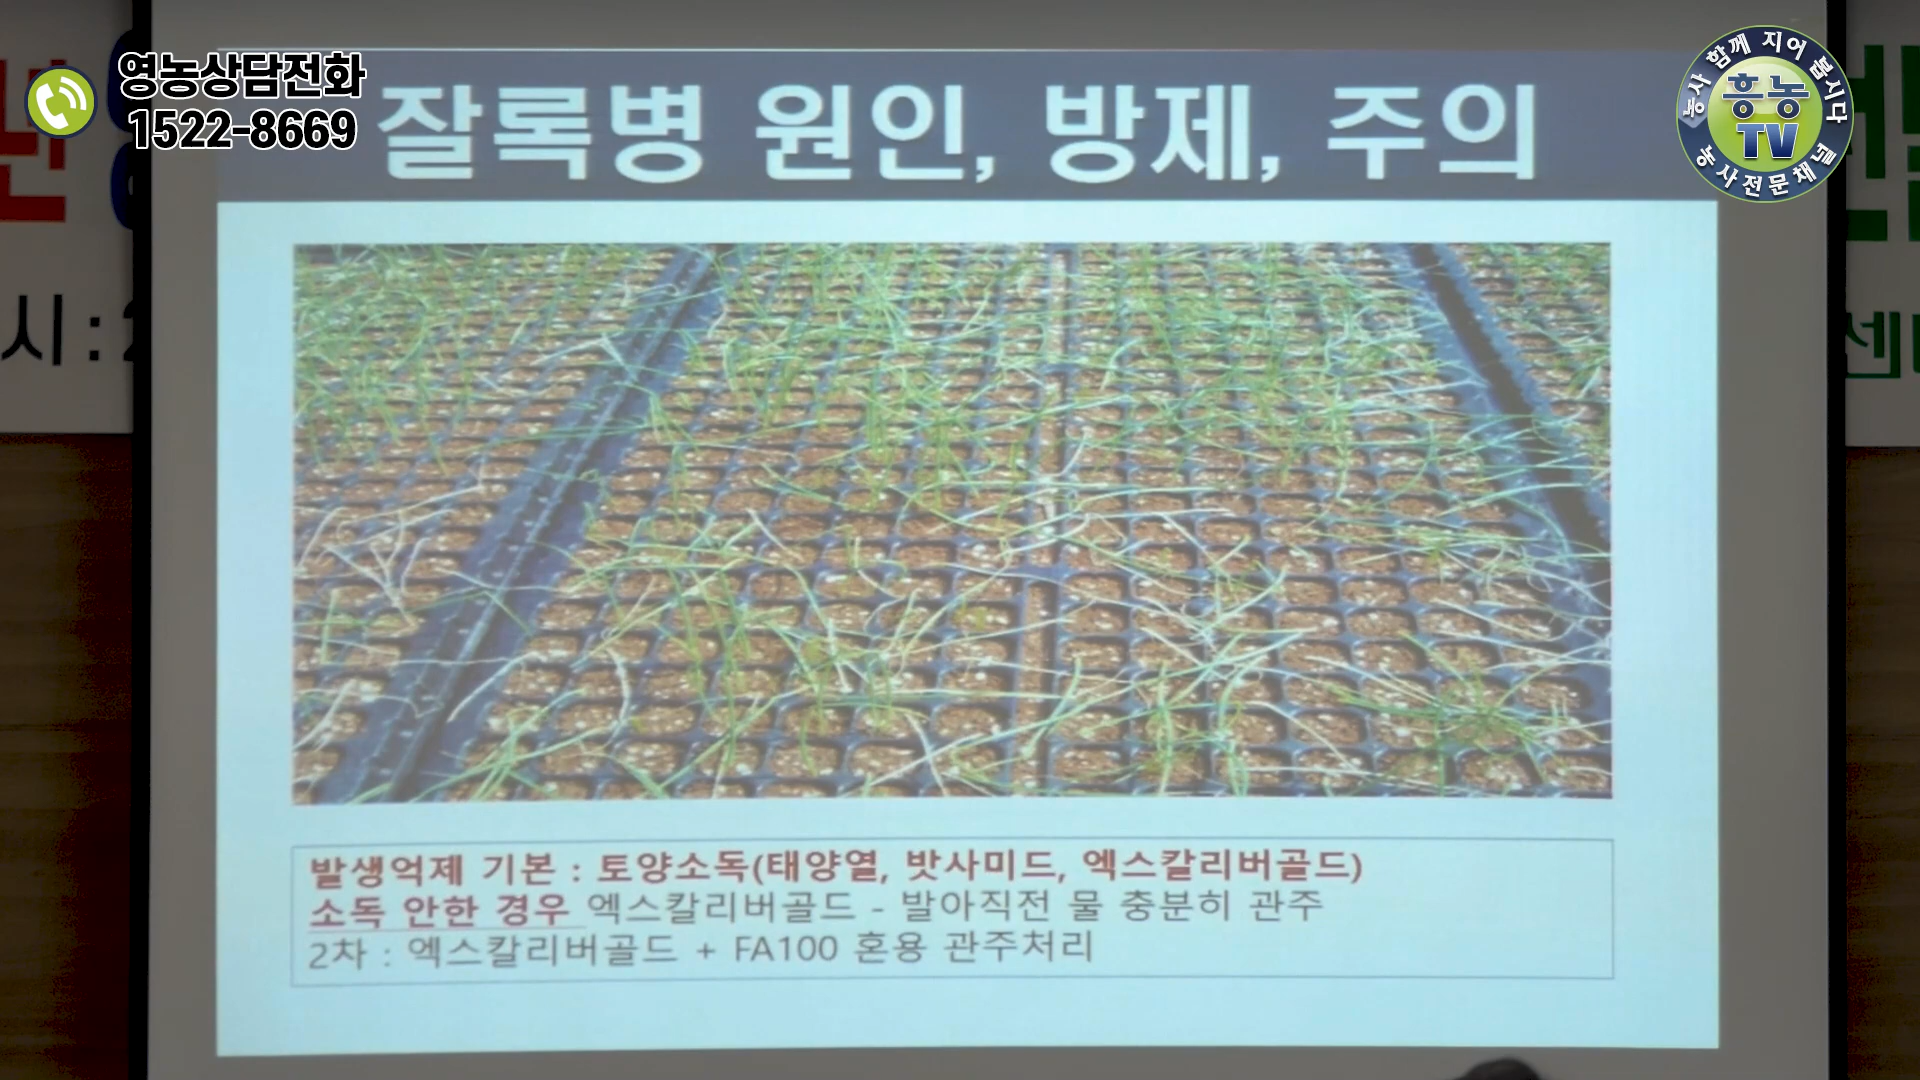 영농상담전화
1522-8669
농사 함께 지어 봅시다
흥농
TV
농사전문채널
잘록병 원인, 방제, 주의
시:
센
발생억제 기본 : 토양소독(태양열, 밧사미드, 엑스칼리버골드)
소독 안한 경우 엑스칼리버골드 - 발아직전 물 충분히 관주
2차 : 엑스칼리버골드 + FA100 혼용 관주처리